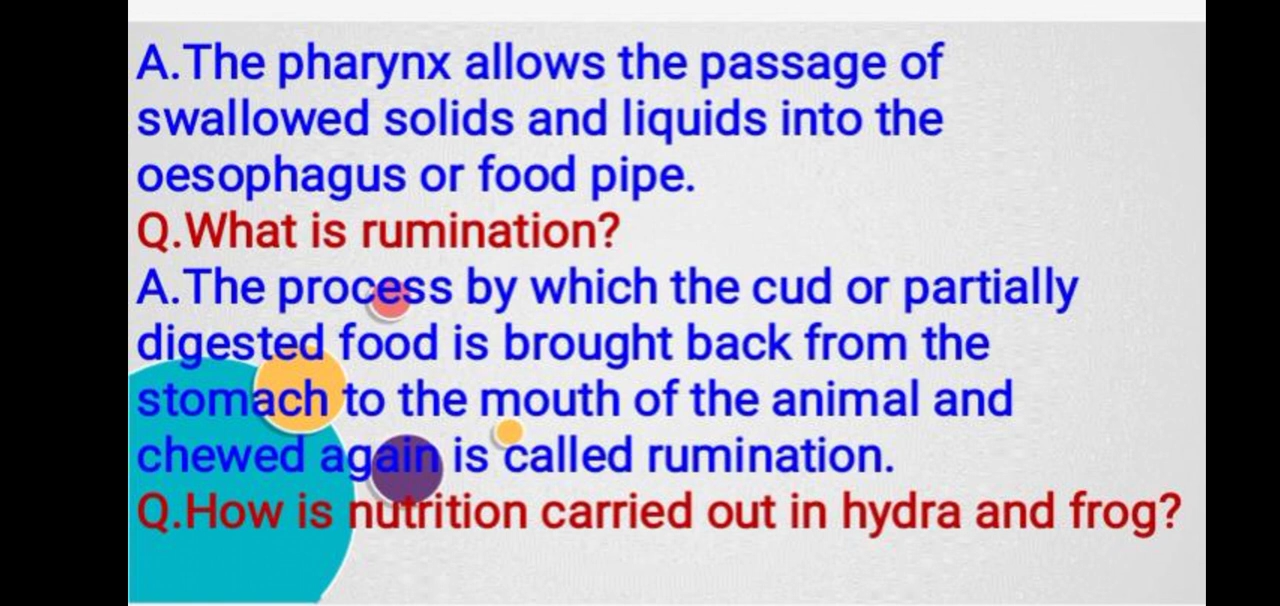 A.The pharynx allows the passage of
swallowed solids and liquids into the
oesophagus or food pipe.
Q.What is rumination?
A.The process by which the cud or partially
digested food is brought back from the
stomach to the mouth of the animal and
chewed again is called rumination.
Q.How is nutrition carried out in hydra and frog?